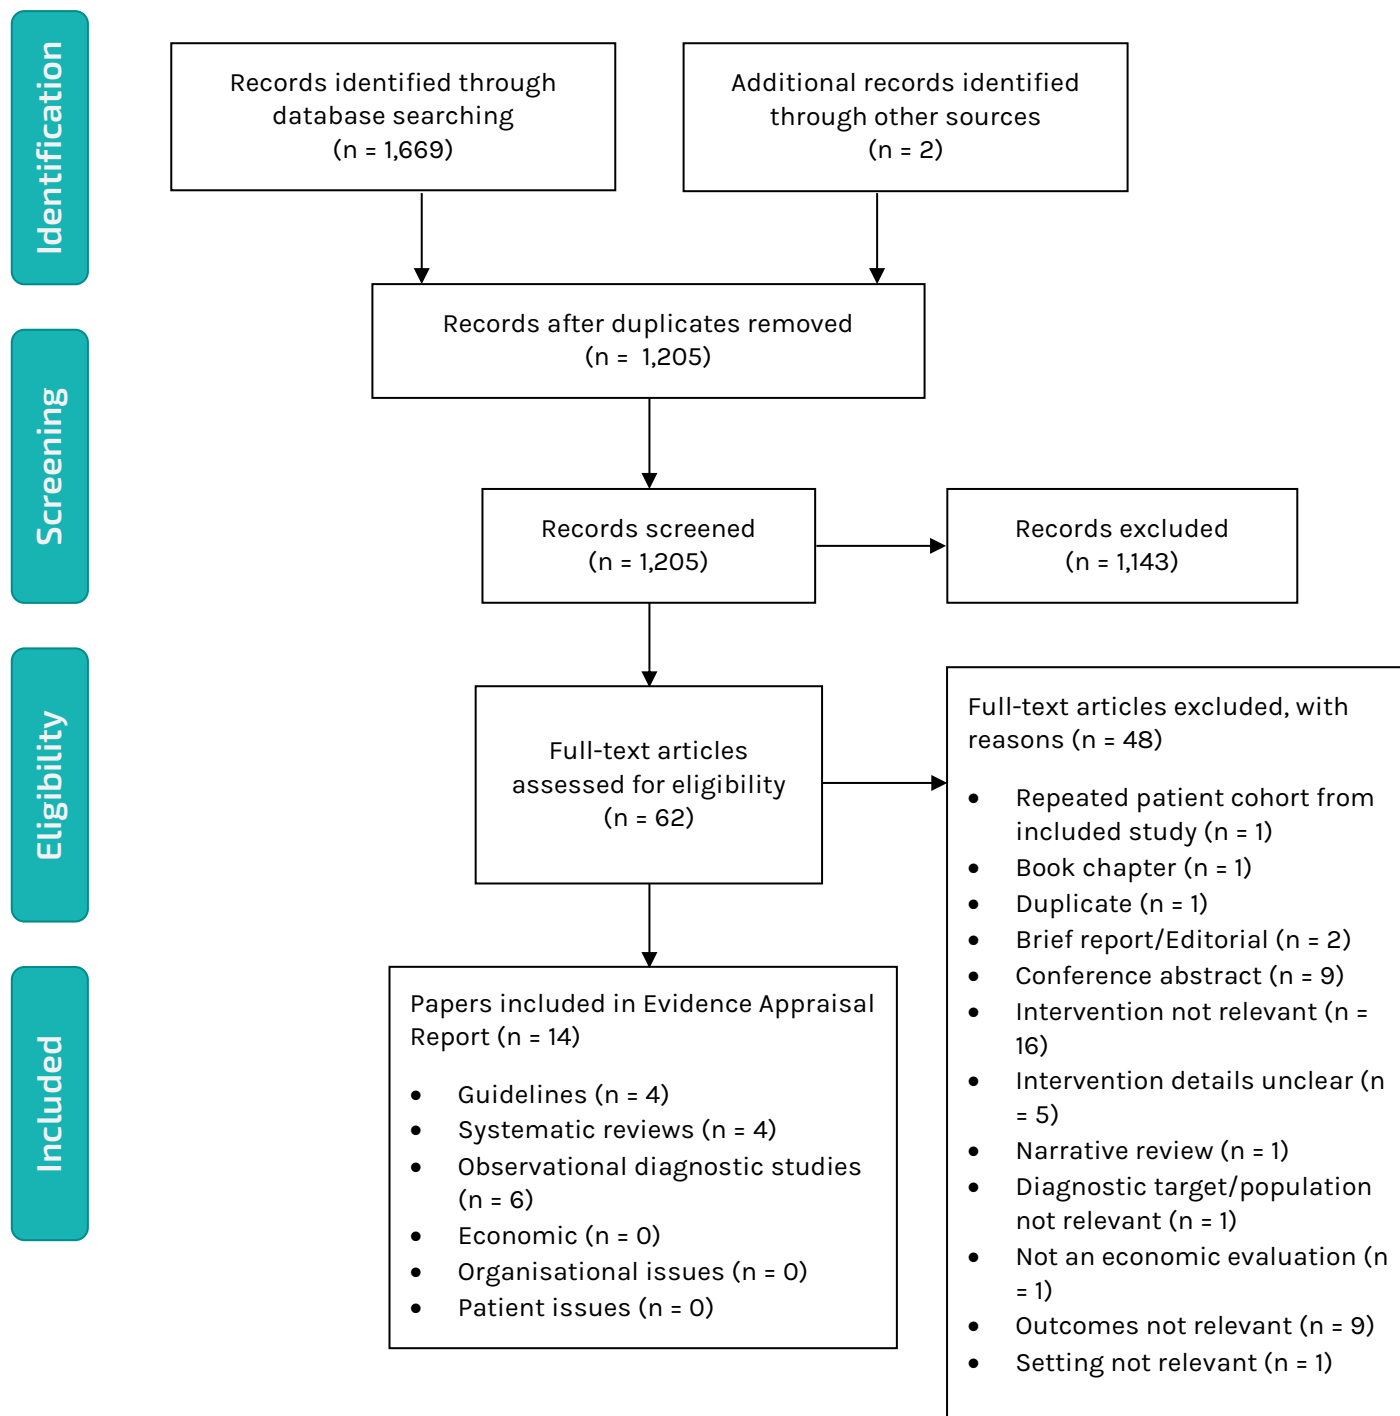 Identification
Records identified through
database searching
(n = 1,669)
Additional records identified
through other sources
(n = 2)
Records after duplicates removed
(n =  1,205)
Screening
Records screened
(n = 1,205)
Records excluded
(n = 1,143)
Eligibility
Full-text articles
assessed for eligibility
(n = 62)
Full-text articles excluded, with
reasons (n = 48)
• Repeated patient cohort from
included study (n = 1)
• Book chapter (n = 1)
• Duplicate (n = 1)
• Brief report/Editorial (n = 2)
• Conference abstract (n = 9)
• Intervention not relevant (n =
16)
• Intervention details unclear (n
= 5)
• Narrative review (n = 1)
• Diagnostic target/population
not relevant (n = 1)
• Not an economic evaluation (n
= 1)
• Outcomes not relevant (n = 9)
• Setting not relevant (n = 1)
Included
Papers included in Evidence Appraisal
Report (n = 14)
• Guidelines (n = 4)
• Systematic reviews (n = 4)
• Observational diagnostic studies
(n = 6)
• Economic (n = 0)
• Organisational issues (n = 0)
• Patient issues (n = 0)